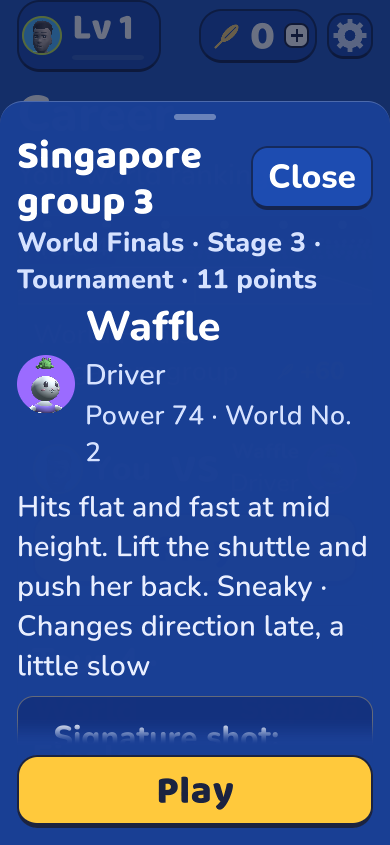 Lv 1
0
Career
Singapore
group 3
Close
World Finals · Stage 3 ·
Tournament · 11 points
Waffle
Driver
Power 74 · World No.
2
Hits flat and fast at mid
height. Lift the shuttle and
push her back. Sneaky ·
Changes direction late, a
little slow
Signature shot:
Play